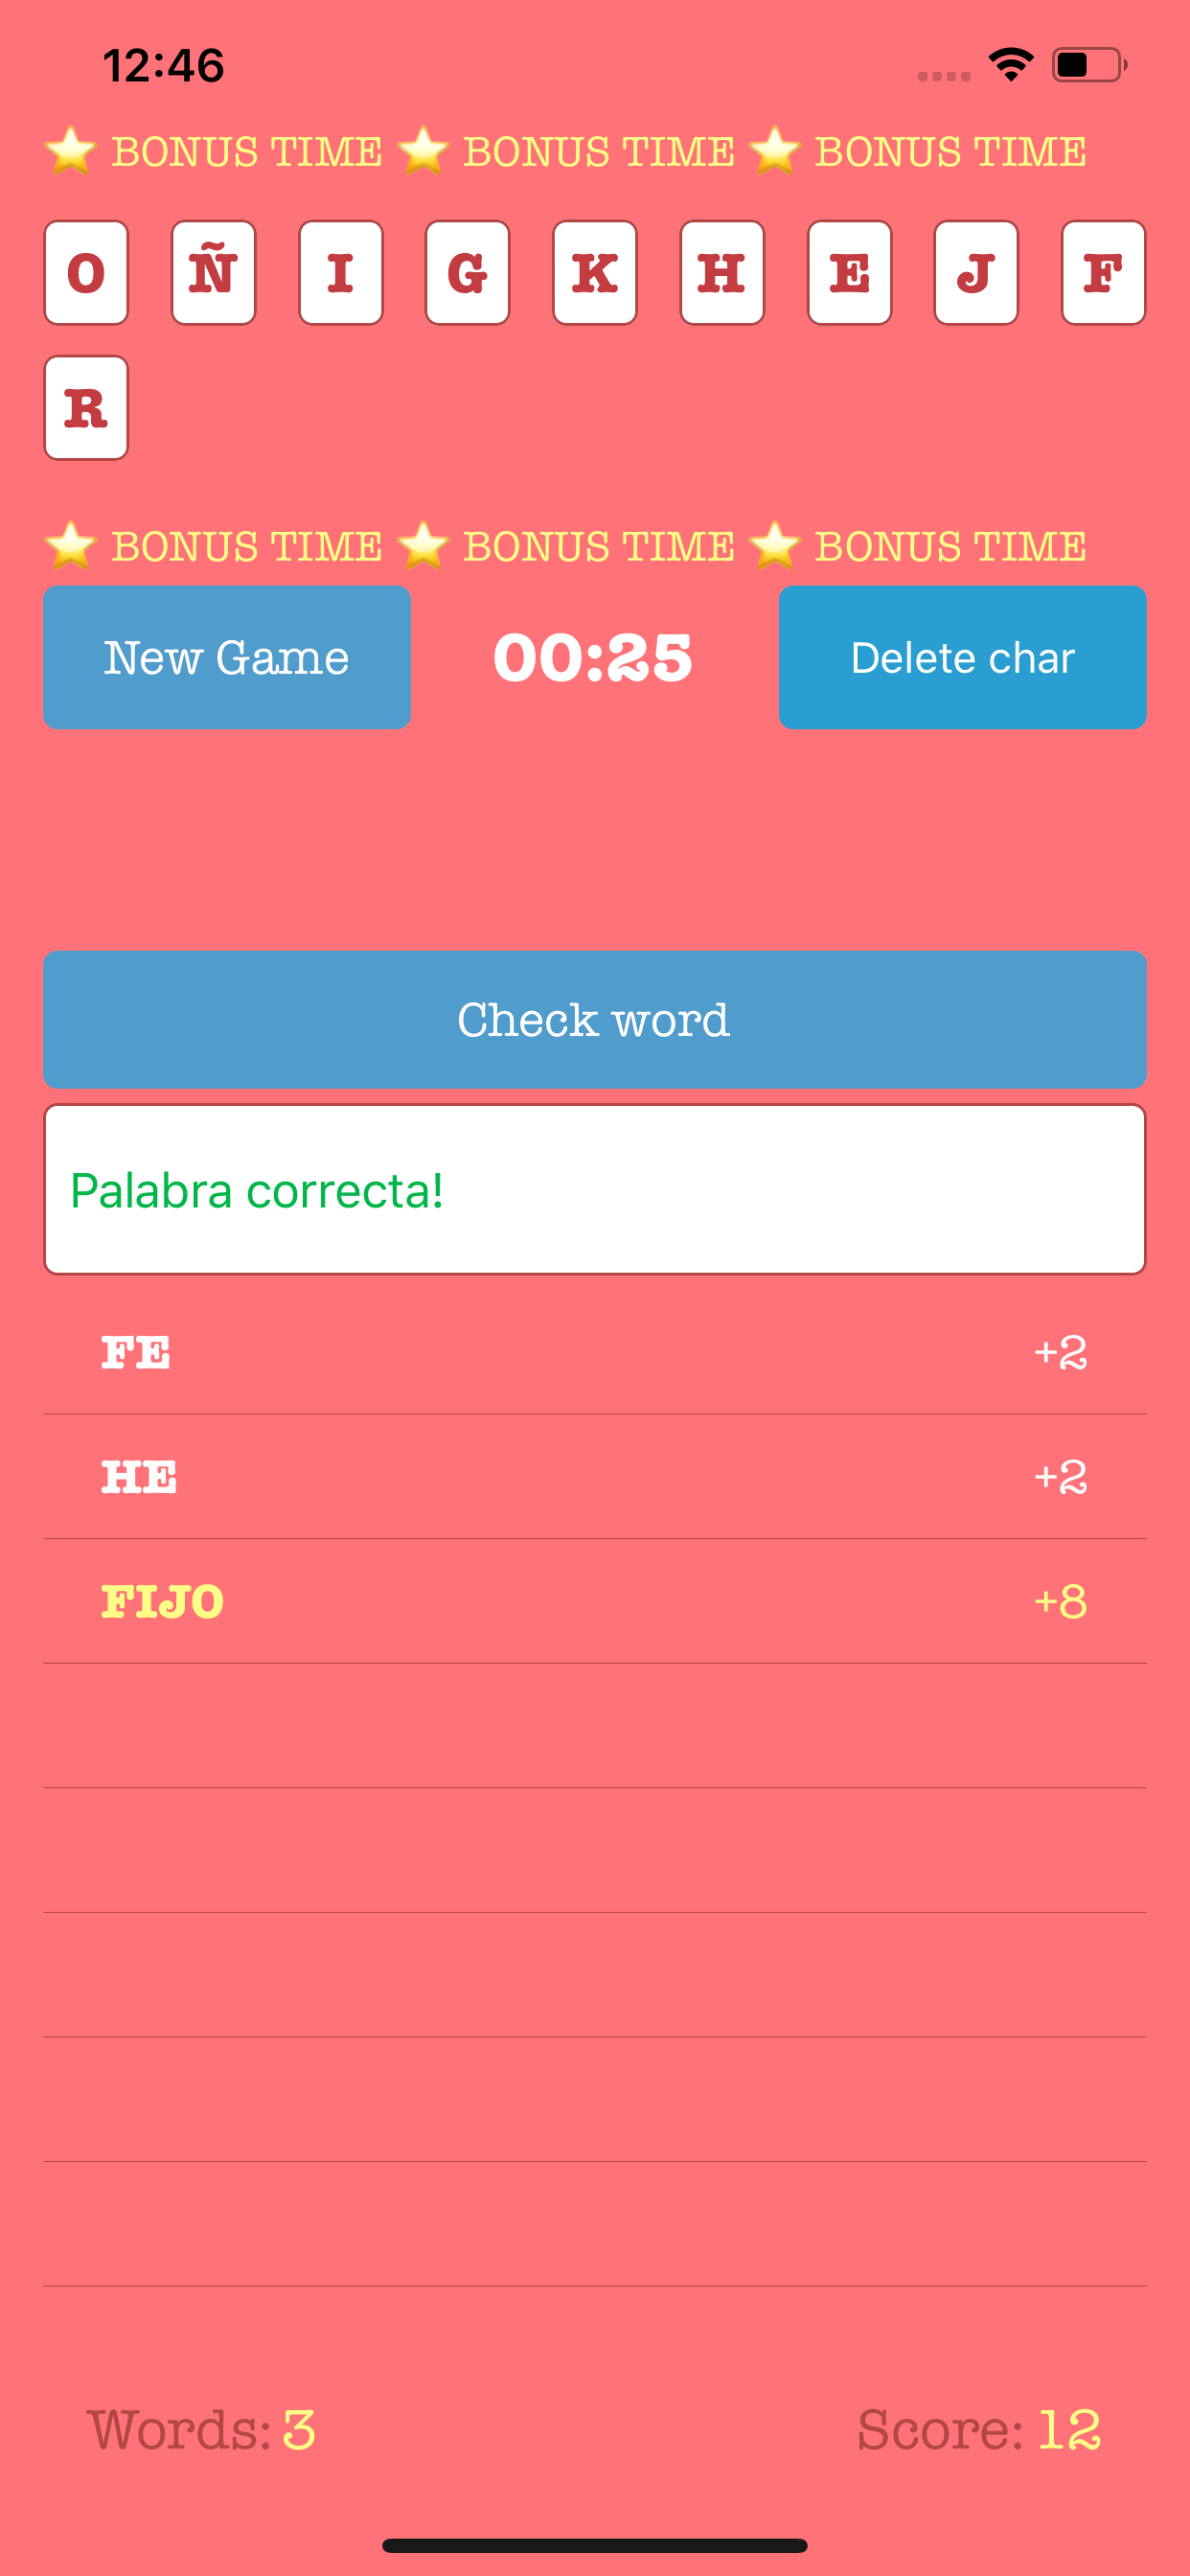 12:46
⭐ BONUS TIME ⭐ BONUS TIME ⭐ BONUS TIME
O Ñ I G K H E J F
R
⭐ BONUS TIME ⭐ BONUS TIME ⭐ BONUS TIME
New Game 00:25 Delete char
Check word
Palabra correcta!
FE +2
HE +2
FIJO +8
Words: 3 Score: 12